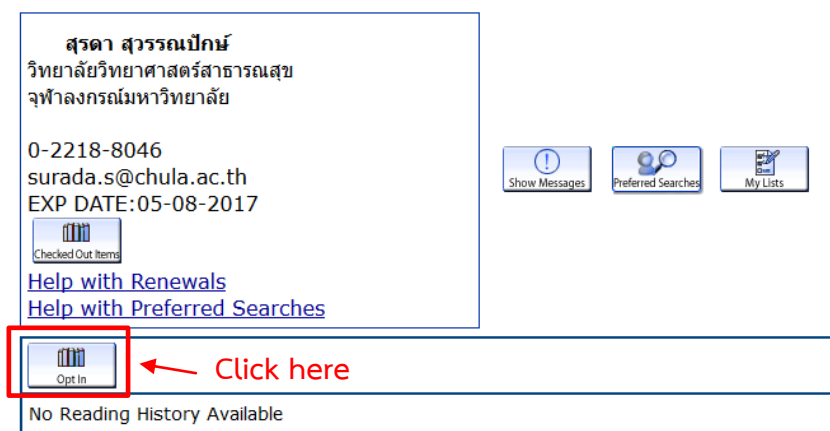 สุรดา สุวรรณปักษ์
วิทยาลัยวิทยาศาสตร์สาธารณสุข
จุฬาลงกรณ์มหาวิทยาลัย
0-2218-8046
surada.s@chula.ac.th
EXP DATE:05-08-2017
Checked Out Items
Help with Renewals
Help with Preferred Searches
Show Messages
Preferred Searches
My Lists
Opt In
Click here
No Reading History Available